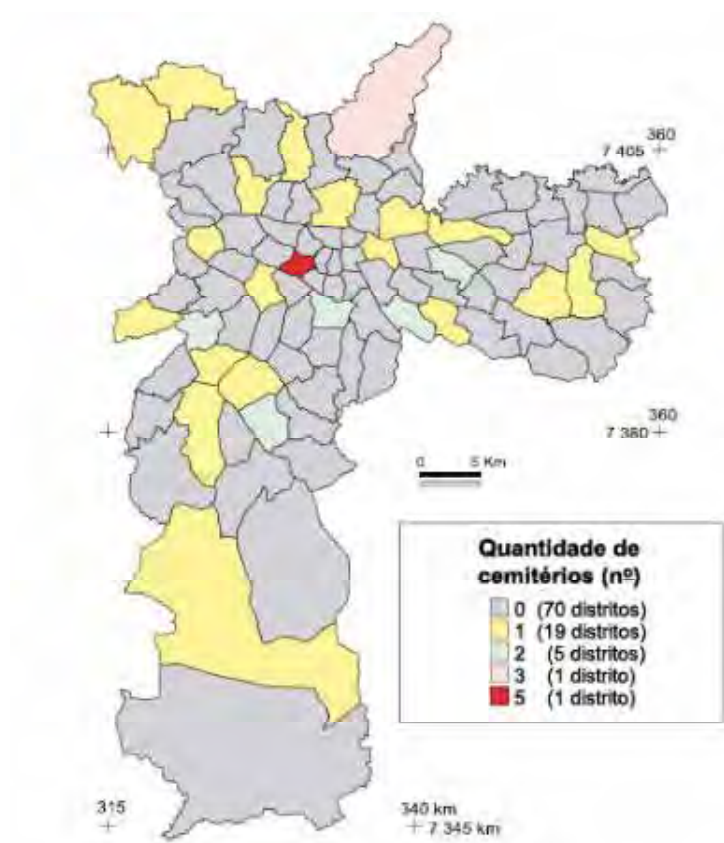 360
7 405
360
7 380
0 5 Km
Quantidade de
cemitérios (nº)
0 (70 distritos)
1 (19 distritos)
2 (5 distritos)
3 (1 distrito)
5 (1 distrito)
315
340 km
7 345 km